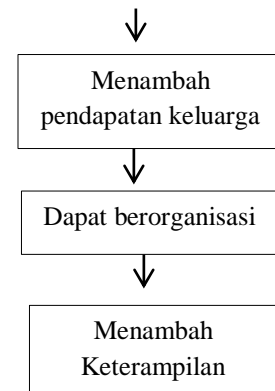 Menambah
pendapatan keluarga
Dapat berorganisasi
Menambah
Keterampilan